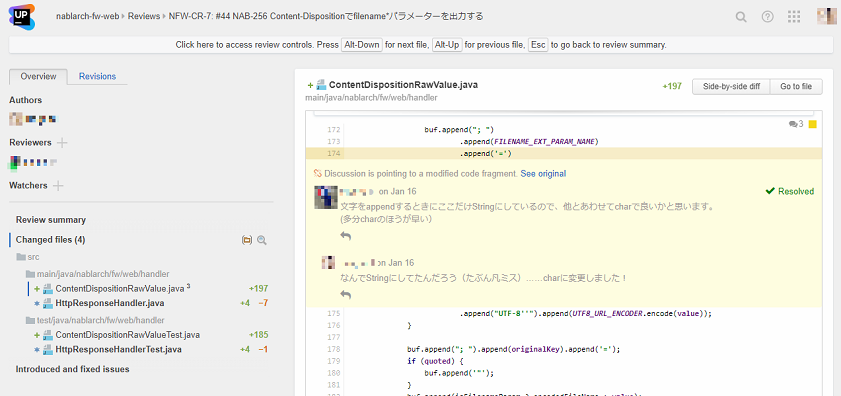 UP
nablarch-fw-web ▸ Reviews ▸ NFW-CR-7: #44 NAB-256 Content-Dispositionでfilename*パラメーターを出力する
Click here to access review controls. Press Alt-Down for next file, Alt-Up for previous file, Esc to go back to review summary.
Overview
Revisions
Authors
Reviewers
Watchers
Review summary
Changed files (4)
src
main/java/nablarch/fw/web/handler
ContentDispositionRawValue.java 3 +197
HttpResponseHandler.java +4 −7
test/java/nablarch/fw/web/handler
ContentDispositionRawValueTest.java +185
HttpResponseHandlerTest.java +4 −1
Introduced and fixed issues
+ ContentDispositionRawValue.java +197 Side-by-side diff Go to file
main/java/nablarch/fw/web/handler
3
172 buf.append("; ")
173 .append(FILENAME_EXT_PARAM_NAME)
174 .append('=')
Discussion is pointing to a modified code fragment. See original
on Jan 16 Resolved
文字をappendするときにここだけStringにしているので、他とあわせてcharで良いかと思います。
(多分charのほうが早い)
on Jan 16
なんでStringにしてたんだろう（たぶん凡ミス）……charに変更しました！
175 .append("UTF-8''").append(UTF8_URL_ENCODER.encode(value));
176 }
177
178 buf.append("; ").append(originalKey).append('=');
179 if (quoted) {
180 buf.append('"');
181 }